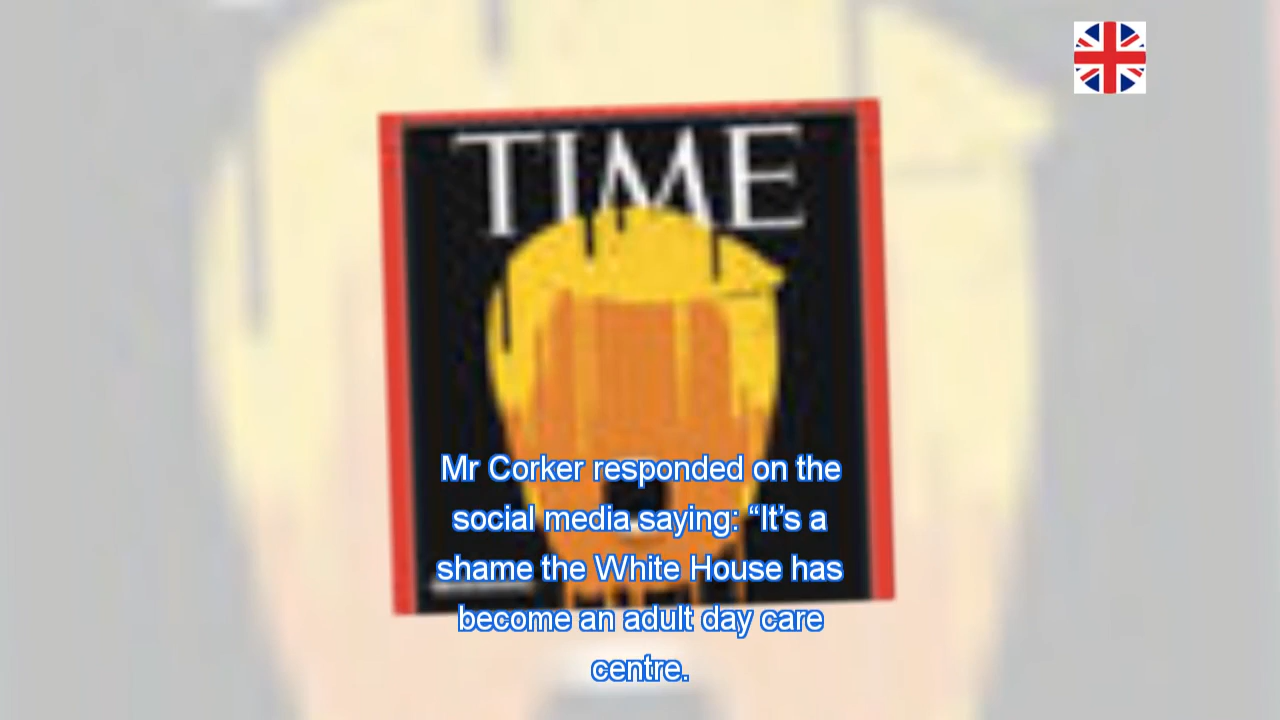 TIME
Mr Corker responded on the
social media saying: “It’s a
shame the White House has
become an adult day care
centre.